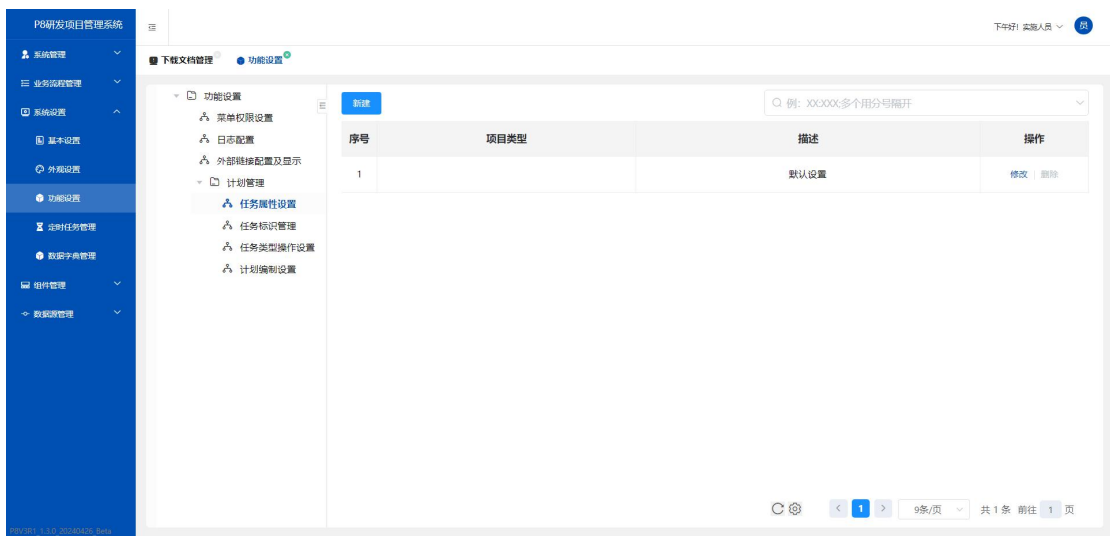 P8研发项目管理系统
下午好! 实施人员
员
系统管理
业务流程管理
系统设置
基本设置
外观设置
功能设置
定时任务管理
数据字典管理
组件管理
数据源管理
P8V3R1_1.3.0_20240426_Beta
下载文档管理
功能设置
功能设置
菜单权限设置
日志配置
外部链接配置及显示
计划管理
任务属性设置
任务标识管理
任务类型操作设置
计划编制设置
新建
例: XX:XXX;多个用分号隔开
序号 项目类型 描述 操作
1 默认设置 修改 删除
1 9条/页 共 1 条 前往 1 页